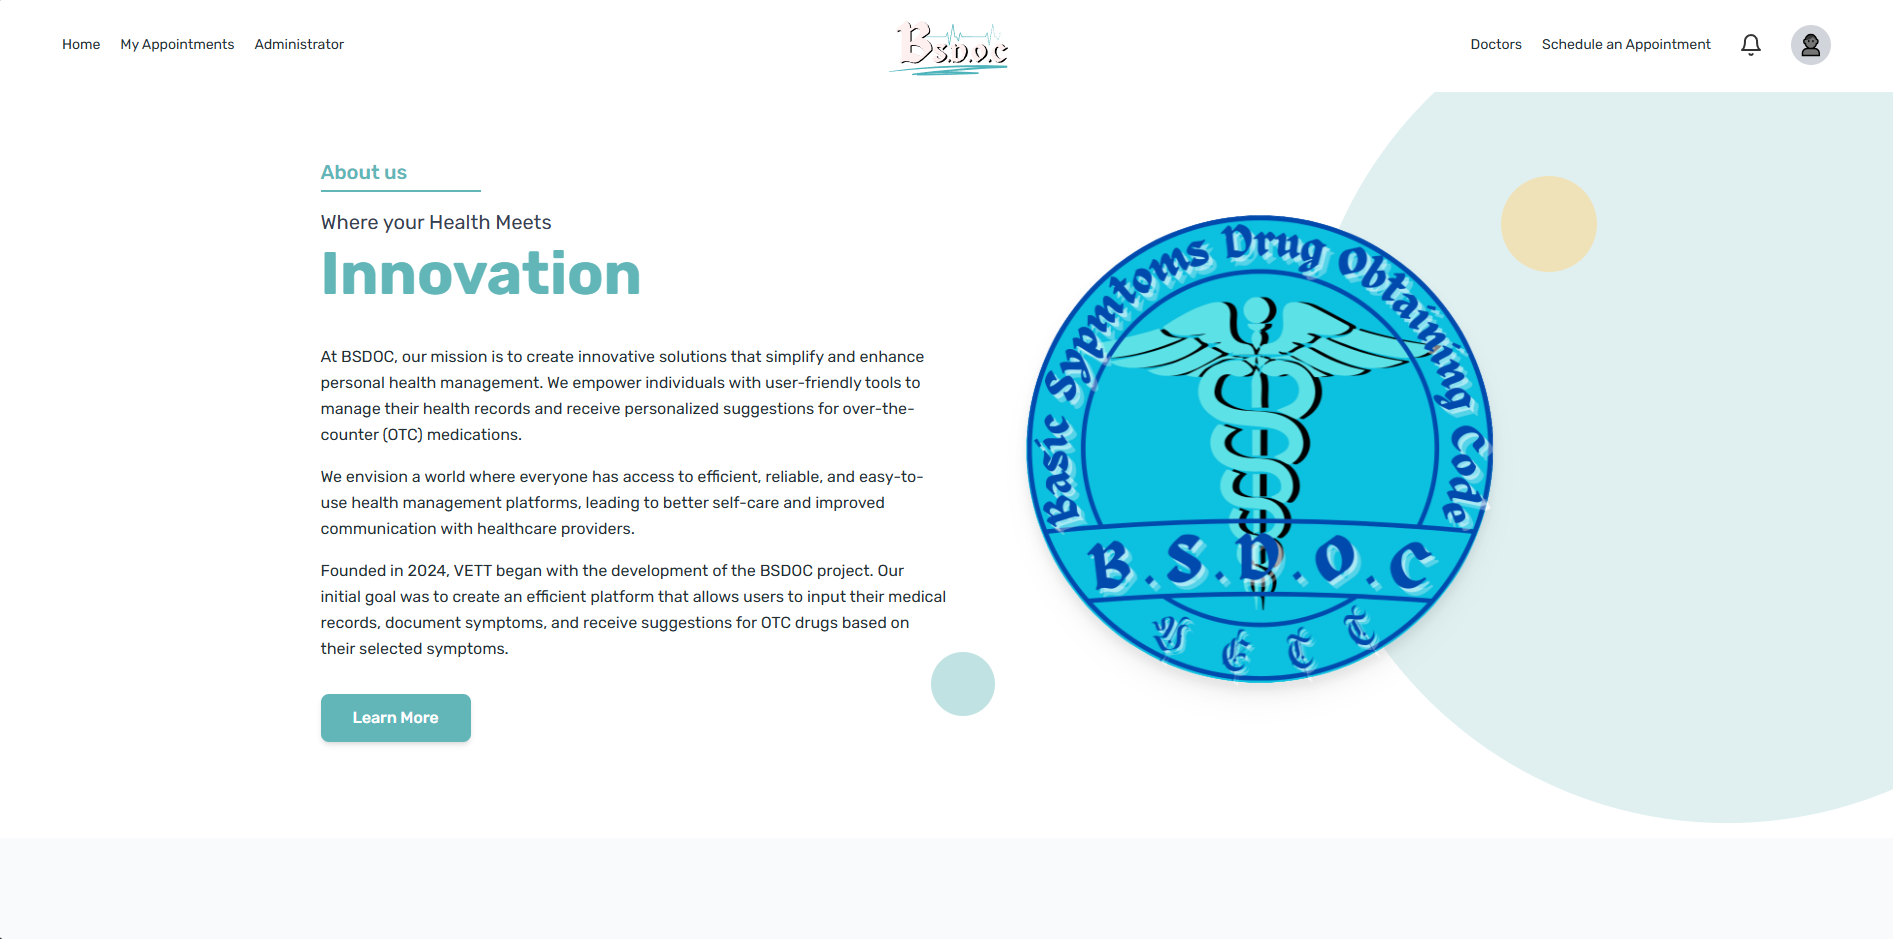 Home My Appointments Administrator
BS.D.O.C
Doctors Schedule an Appointment
About us
Where your Health Meets
Innovation
At BSDOC, our mission is to create innovative solutions that simplify and enhance
personal health management. We empower individuals with user-friendly tools to
manage their health records and receive personalized suggestions for over-the-
counter (OTC) medications.
We envision a world where everyone has access to efficient, reliable, and easy-to-
use health management platforms, leading to better self-care and improved
communication with healthcare providers.
Founded in 2024, VETT began with the development of the BSDOC project. Our
initial goal was to create an efficient platform that allows users to input their medical
records, document symptoms, and receive suggestions for OTC drugs based on
their selected symptoms.
Learn More
Basic Sypmtoms Drug Obtaining Code
B.S.D.O.C
VETT